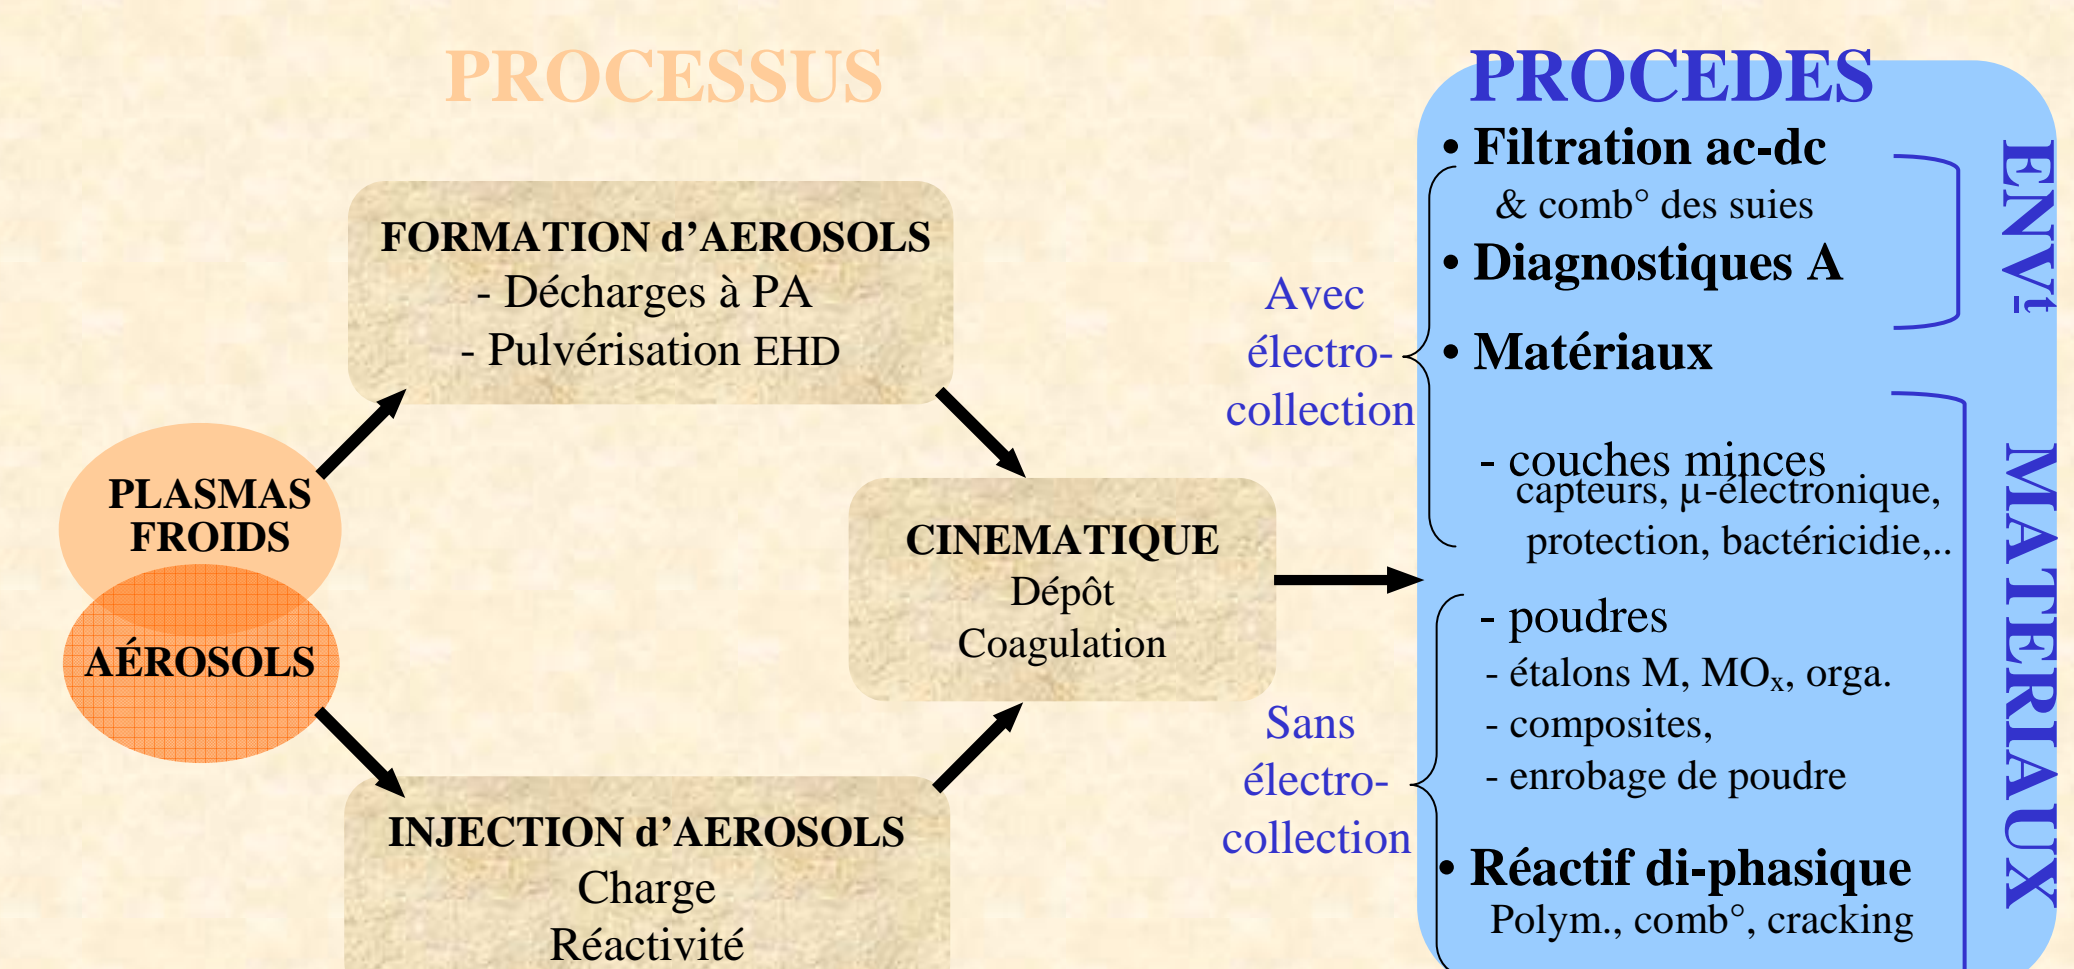 PROCESSUS
FORMATION d’AEROSOLS
- Décharges à PA
- Pulvérisation EHD
PLASMAS
FROIDS
AÉROSOLS
CINEMATIQUE
Dépôt
Coagulation
INJECTION d’AEROSOLS
Charge
Réactivité
Avec
électro-
collection
Sans
électro-
collection
PROCEDES
• Filtration ac-dc
& comb° des suies
• Diagnostiques A
• Matériaux
- couches minces
capteurs, µ-électronique,
protection, bactéricidie,..
- poudres
- étalons M, MOₓ, orga.
- composites,
- enrobage de poudre
• Réactif di-phasique
Polym., comb°, cracking
ENVᵗ
MATERIAUX